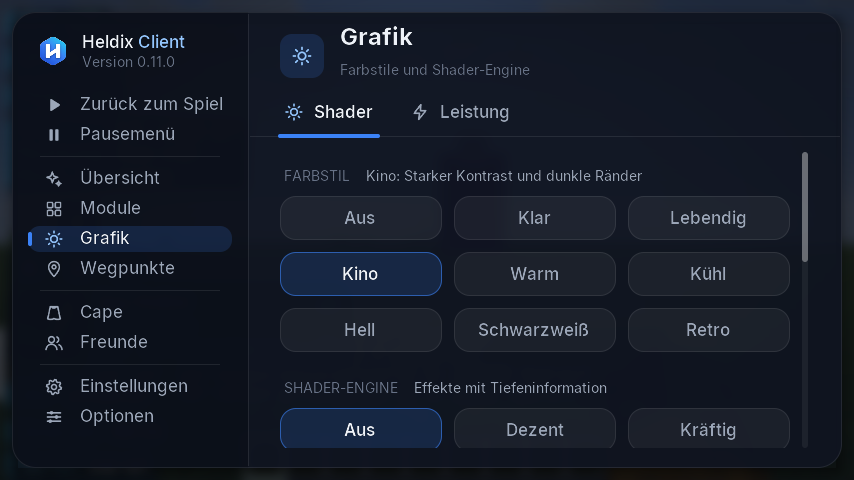 Heldix Client
Version 0.11.0
Zurück zum Spiel
Pausemenü
Übersicht
Module
Grafik
Wegpunkte
Cape
Freunde
Einstellungen
Optionen
Grafik
Farbstile und Shader-Engine
Shader
Leistung
FARBSTIL Kino: Starker Kontrast und dunkle Ränder
Aus
Klar
Lebendig
Kino
Warm
Kühl
Hell
Schwarzweiß
Retro
SHADER-ENGINE Effekte mit Tiefeninformation
Aus
Dezent
Kräftig